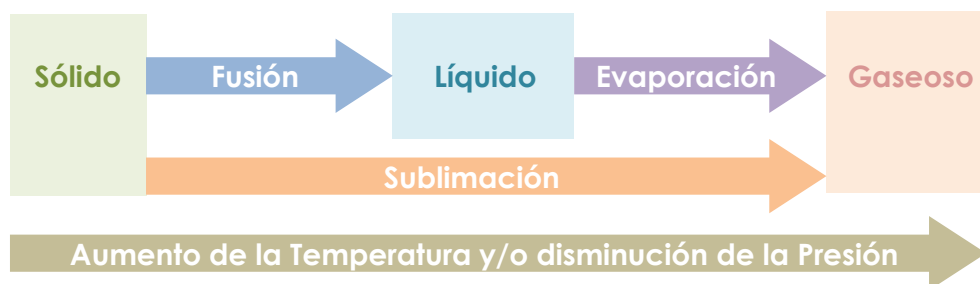 Sólido
Fusión
Líquido
Evaporación
Gaseoso
Sublimación
Aumento de la Temperatura y/o disminución de la Presión